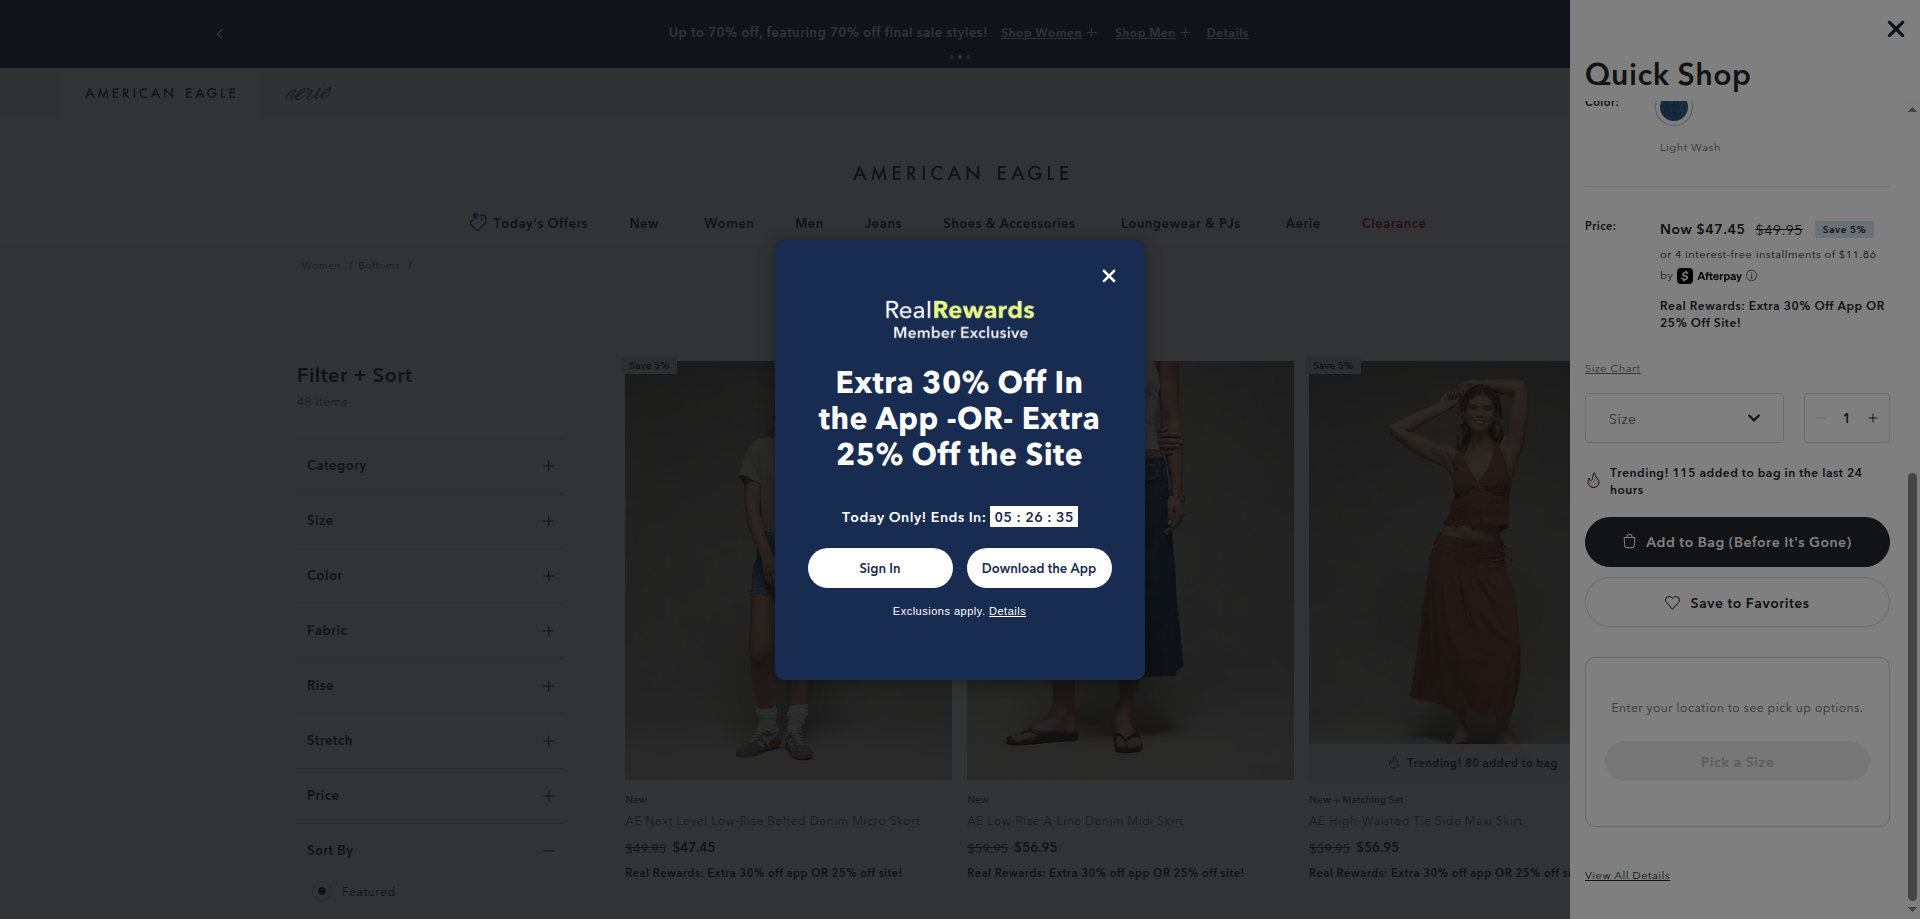 Up to 70% off, featuring 70% off final sale styles! Shop Women + Shop Men + Details
AMERICAN EAGLE aerie
AMERICAN EAGLE
Today's Offers New Women Men Jeans Shoes & Accessories Loungewear & PJs Aerie Clearance
Women / Bottoms /
Filter + Sort
48 items
Category
Size
Color
Fabric
Rise
Stretch
Price
Sort By
Featured
Save 5%
New
AE Next Level Low-Rise Belted Denim Micro Skort
$49.95 $47.45
Real Rewards: Extra 30% off app OR 25% off site!
New
AE Low-Rise A-Line Denim Midi Skirt
$59.95 $56.95
Real Rewards: Extra 30% off app OR 25% off site!
Save 5%
Trending! 80 added to bag
New + Matching Set
AE High-Waisted Tie Side Maxi Skirt
$59.95 $56.95
Real Rewards: Extra 30% off app OR 25% off si
RealRewards
Member Exclusive
Extra 30% Off In
the App -OR- Extra
25% Off the Site
Today Only! Ends In: 05 : 26 : 35
Sign In Download the App
Exclusions apply. Details
Quick Shop
Color:
Light Wash
Price: Now $47.45 $49.95 Save 5%
or 4 interest-free installments of $11.86
by Afterpay
Real Rewards: Extra 30% Off App OR
25% Off Site!
Size Chart
Size 1
Trending! 115 added to bag in the last 24
hours
Add to Bag (Before It's Gone)
Save to Favorites
Enter your location to see pick up options.
Pick a Size
View All Details